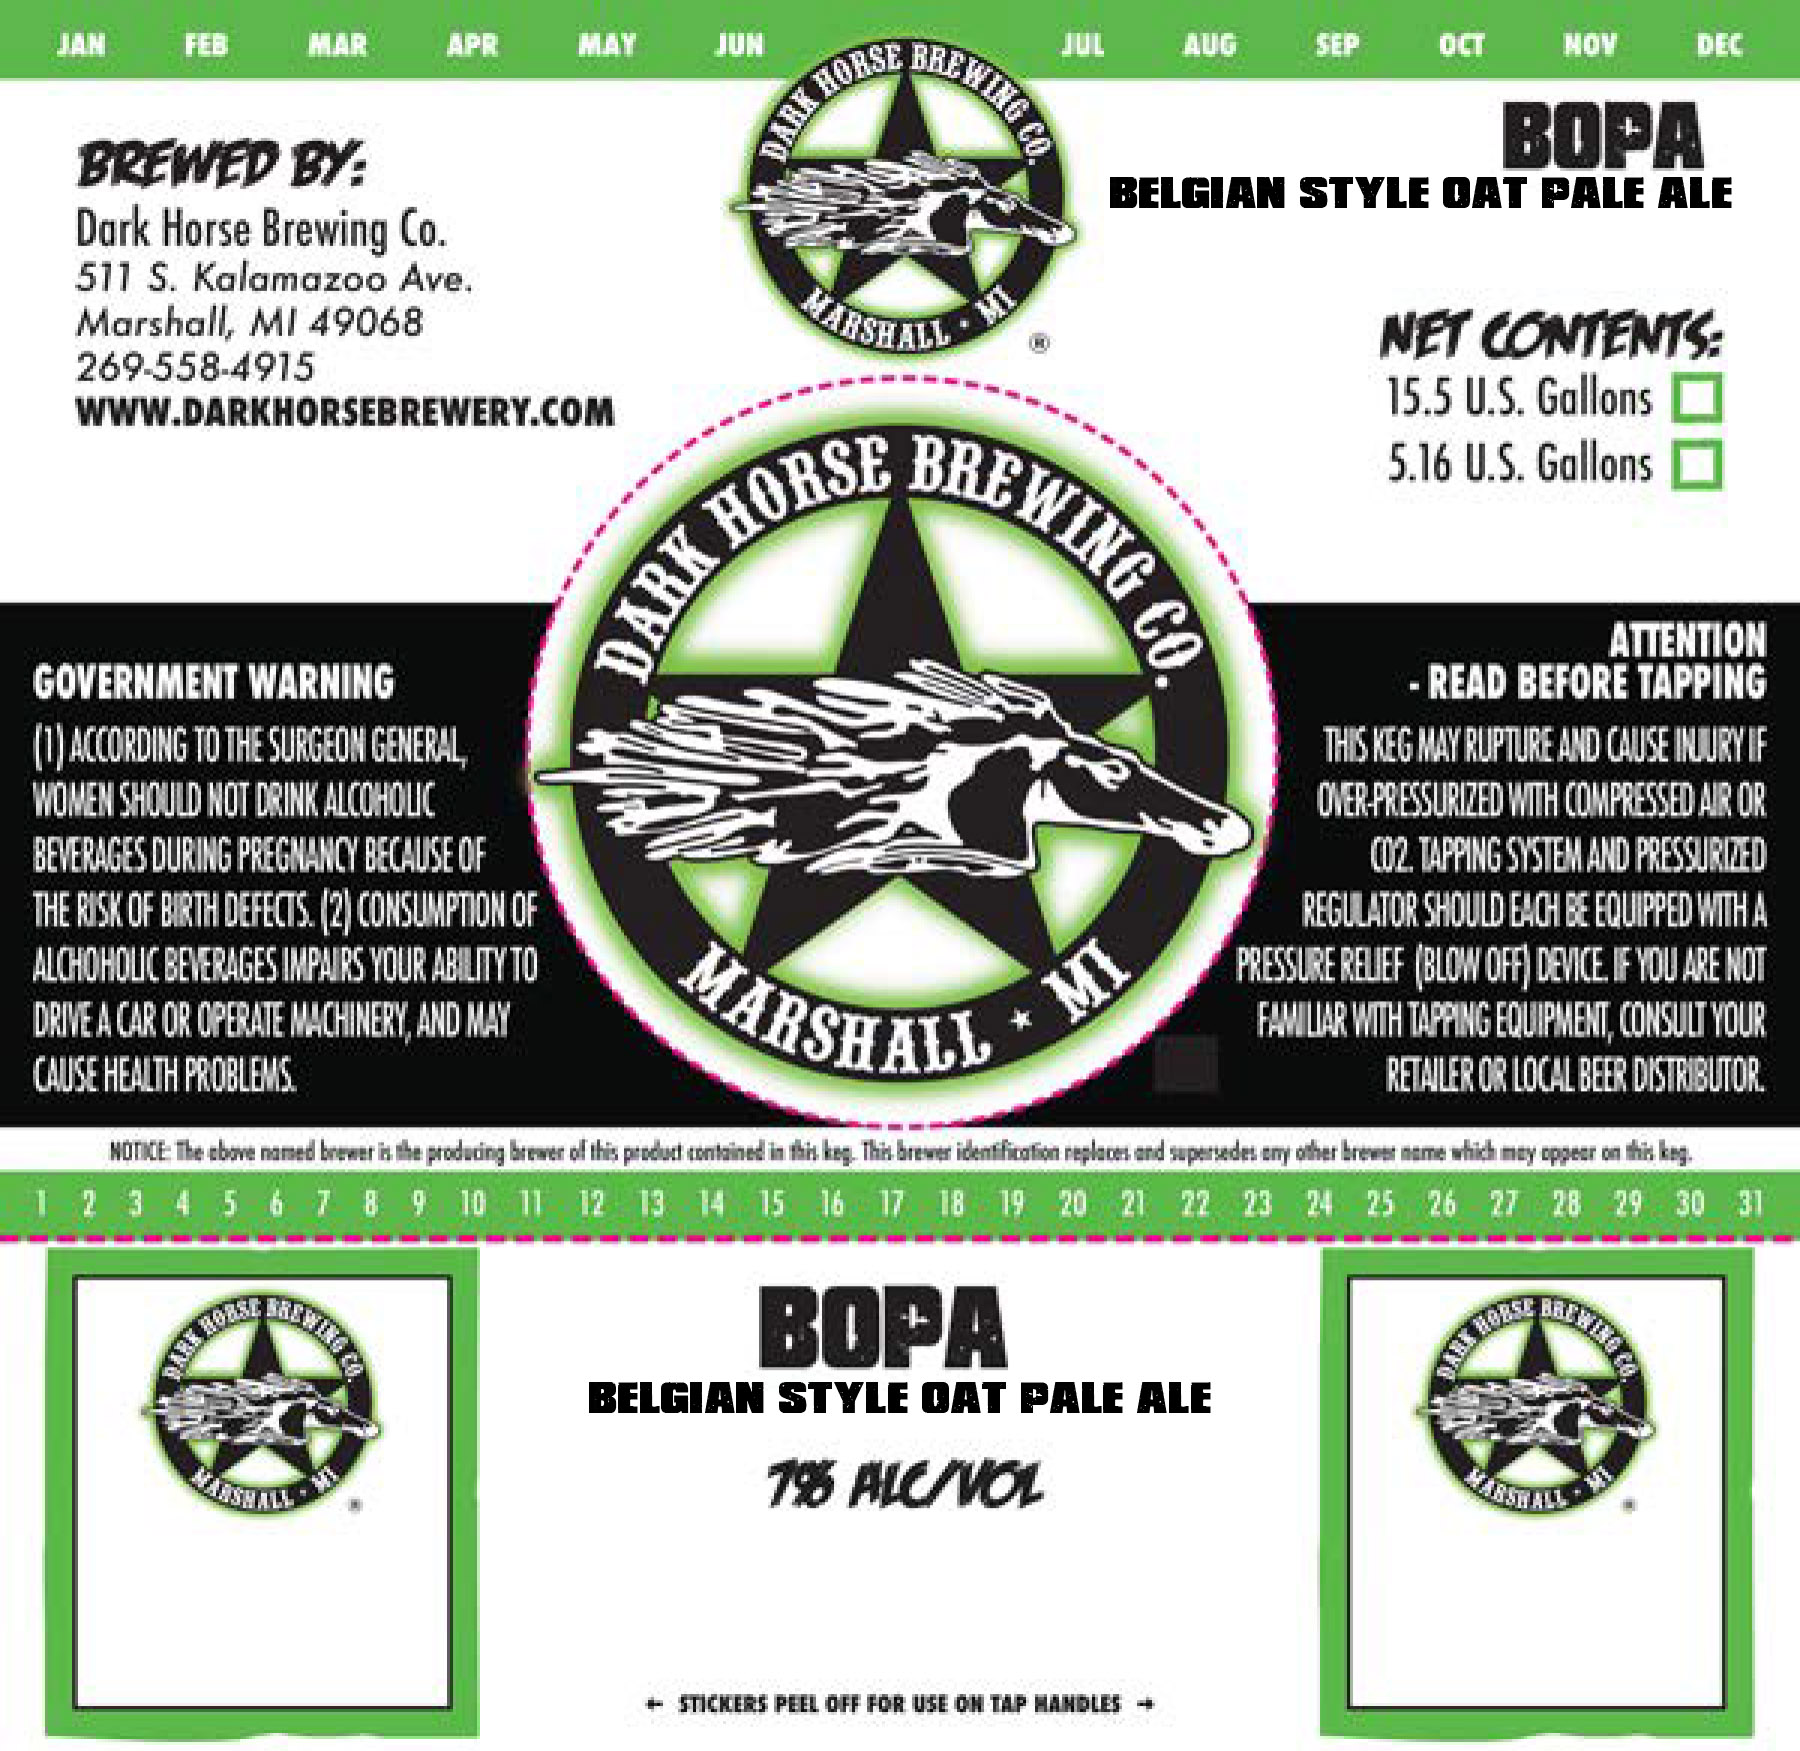 JAN FEB MAR APR MAY JUN JUL AUG SEP OCT NOV DEC
DARK HORSE BREWING CO.
MARSHALL • MI
®
BREWED BY:
Dark Horse Brewing Co.
511 S. Kalamazoo Ave.
Marshall, MI 49068
269-558-4915
WWW.DARKHORSEBREWERY.COM
BOPA
BELGIAN STYLE OAT PALE ALE
NET CONTENTS:
15.5 U.S. Gallons
5.16 U.S. Gallons
DARK HORSE BREWING CO.
MARSHALL ★ MI
GOVERNMENT WARNING
(1) ACCORDING TO THE SURGEON GENERAL,
WOMEN SHOULD NOT DRINK ALCOHOLIC
BEVERAGES DURING PREGNANCY BECAUSE OF
THE RISK OF BIRTH DEFECTS. (2) CONSUMPTION OF
ALCHOHOLIC BEVERAGES IMPAIRS YOUR ABILITY TO
DRIVE A CAR OR OPERATE MACHINERY, AND MAY
CAUSE HEALTH PROBLEMS.
ATTENTION
- READ BEFORE TAPPING
THIS KEG MAY RUPTURE AND CAUSE INJURY IF
OVER-PRESSURIZED WITH COMPRESSED AIR OR
CO2. TAPPING SYSTEM AND PRESSURIZED
REGULATOR SHOULD EACH BE EQUIPPED WITH A
PRESSURE RELIEF (BLOW OFF) DEVICE. IF YOU ARE NOT
FAMILIAR WITH TAPPING EQUIPMENT, CONSULT YOUR
RETAILER OR LOCAL BEER DISTRIBUTOR.
NOTICE: The above named brewer is the producing brewer of this product contained in this keg. This brewer identification replaces and supersedes any other brewer name which may appear on this keg.
1 2 3 4 5 6 7 8 9 10 11 12 13 14 15 16 17 18 19 20 21 22 23 24 25 26 27 28 29 30 31
DARK HORSE BREWING CO.
MARSHALL • MI
®
BOPA
BELGIAN STYLE OAT PALE ALE
7% ALC/VOL
← STICKERS PEEL OFF FOR USE ON TAP HANDLES →
DARK HORSE BREWING CO.
MARSHALL • MI
®